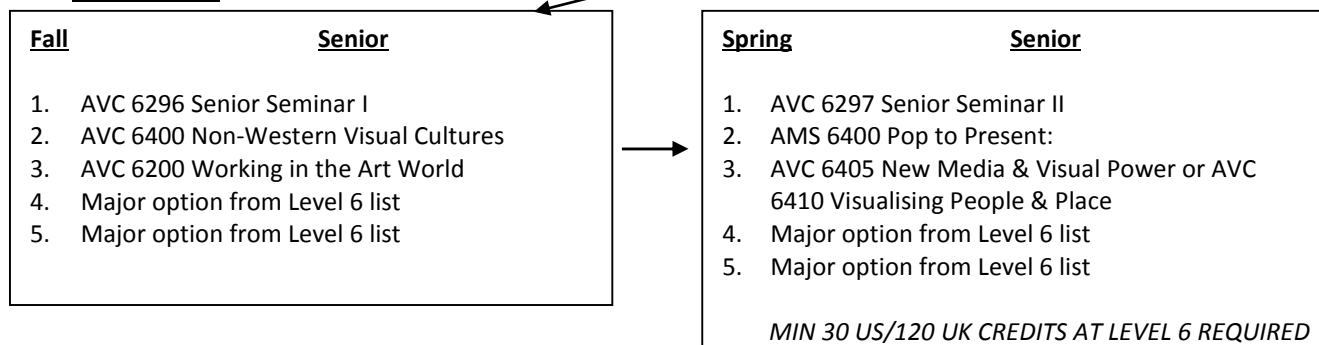 Fall Senior
1. AVC 6296 Senior Seminar I
2. AVC 6400 Non-Western Visual Cultures
3. AVC 6200 Working in the Art World
4. Major option from Level 6 list
5. Major option from Level 6 list
Spring Senior
1. AVC 6297 Senior Seminar II
2. AMS 6400 Pop to Present:
3. AVC 6405 New Media & Visual Power or AVC
6410 Visualising People & Place
4. Major option from Level 6 list
5. Major option from Level 6 list
MIN 30 US/120 UK CREDITS AT LEVEL 6 REQUIRED